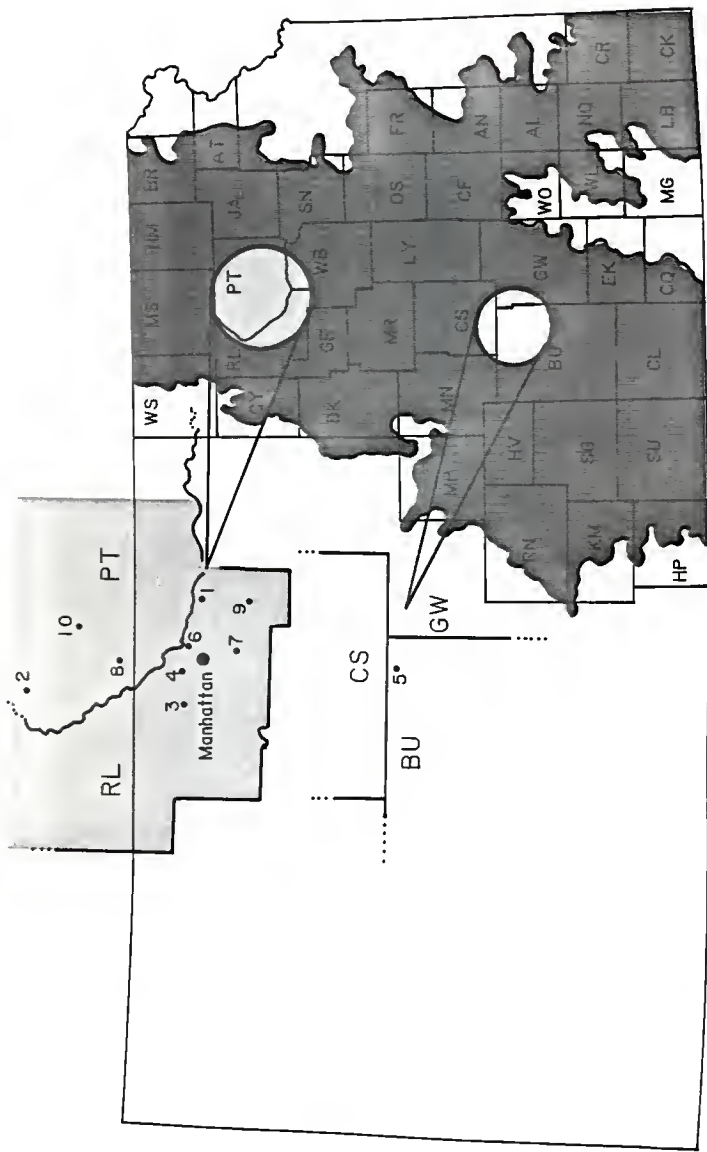 2
10
8
RL
PT
3
4
6
1
Manhattan
7
9
CS
GW
5
BU
WS
MS
NM
BR
CY
RL
PT
JA
AT
DK
GE
WB
SN
MR
LY
OS
FR
MH
MN
CS
CF
AN
HV
BU
GW
WO
AL
RN
SG
EK
WL
NO
CR
KM
HP
SU
CL
CQ
MG
LB
CK